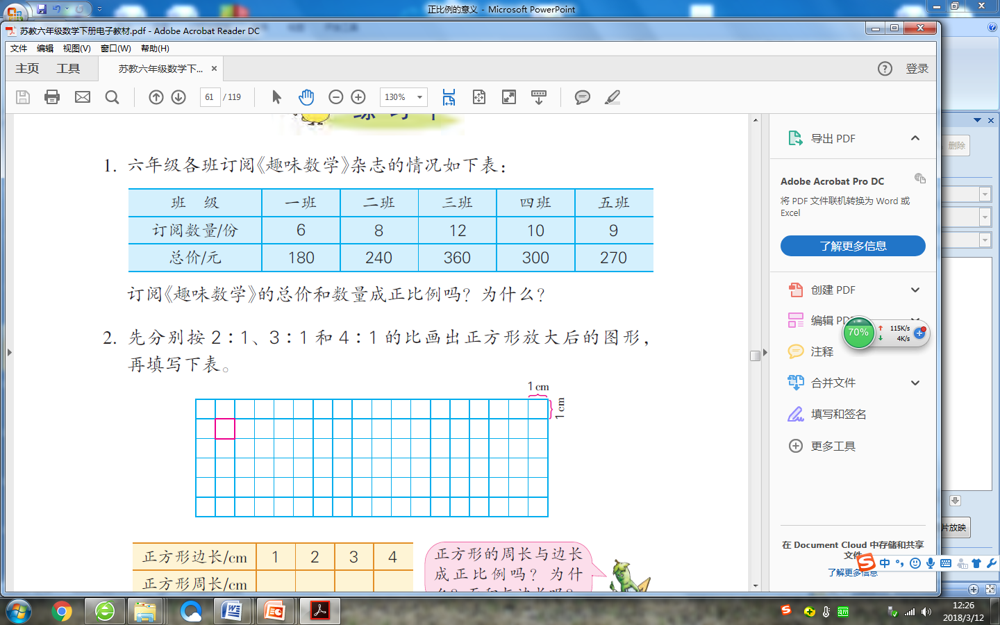 正比例的意义 - Microsoft PowerPoint
苏教六年级数学下册电子教材.pdf - Adobe Acrobat Reader DC
文件 编辑 视图(V) 窗口(W) 帮助(H)
主页 工具 苏教六年级数学下... × 登录
61 / 119 130%
1. 六年级各班订阅《趣味数学》杂志的情况如下表：
班 级 一班 二班 三班 四班 五班
订阅数量/份 6 8 12 10 9
总价/元 180 240 360 300 270
订阅《趣味数学》的总价和数量成正比例吗？为什么？
2. 先分别按 2∶1、3∶1 和 4∶1 的比画出正方形放大后的图形，
再填写下表。
1 cm
1 cm
正方形边长/cm 1 2 3 4
正方形周长/cm
正方形的周长与边长
成正比例吗？为什
导出 PDF
Adobe Acrobat Pro DC
将 PDF 文件联机转换为 Word 或
Excel
了解更多信息
创建 PDF
编辑 PD
70% 115K/s
4K/s
注释
合并文件
填写和签名
更多工具
在 Document Cloud 中存储和共享
文件
了解更多信息
中
删除
片放映
12:26
2018/3/12